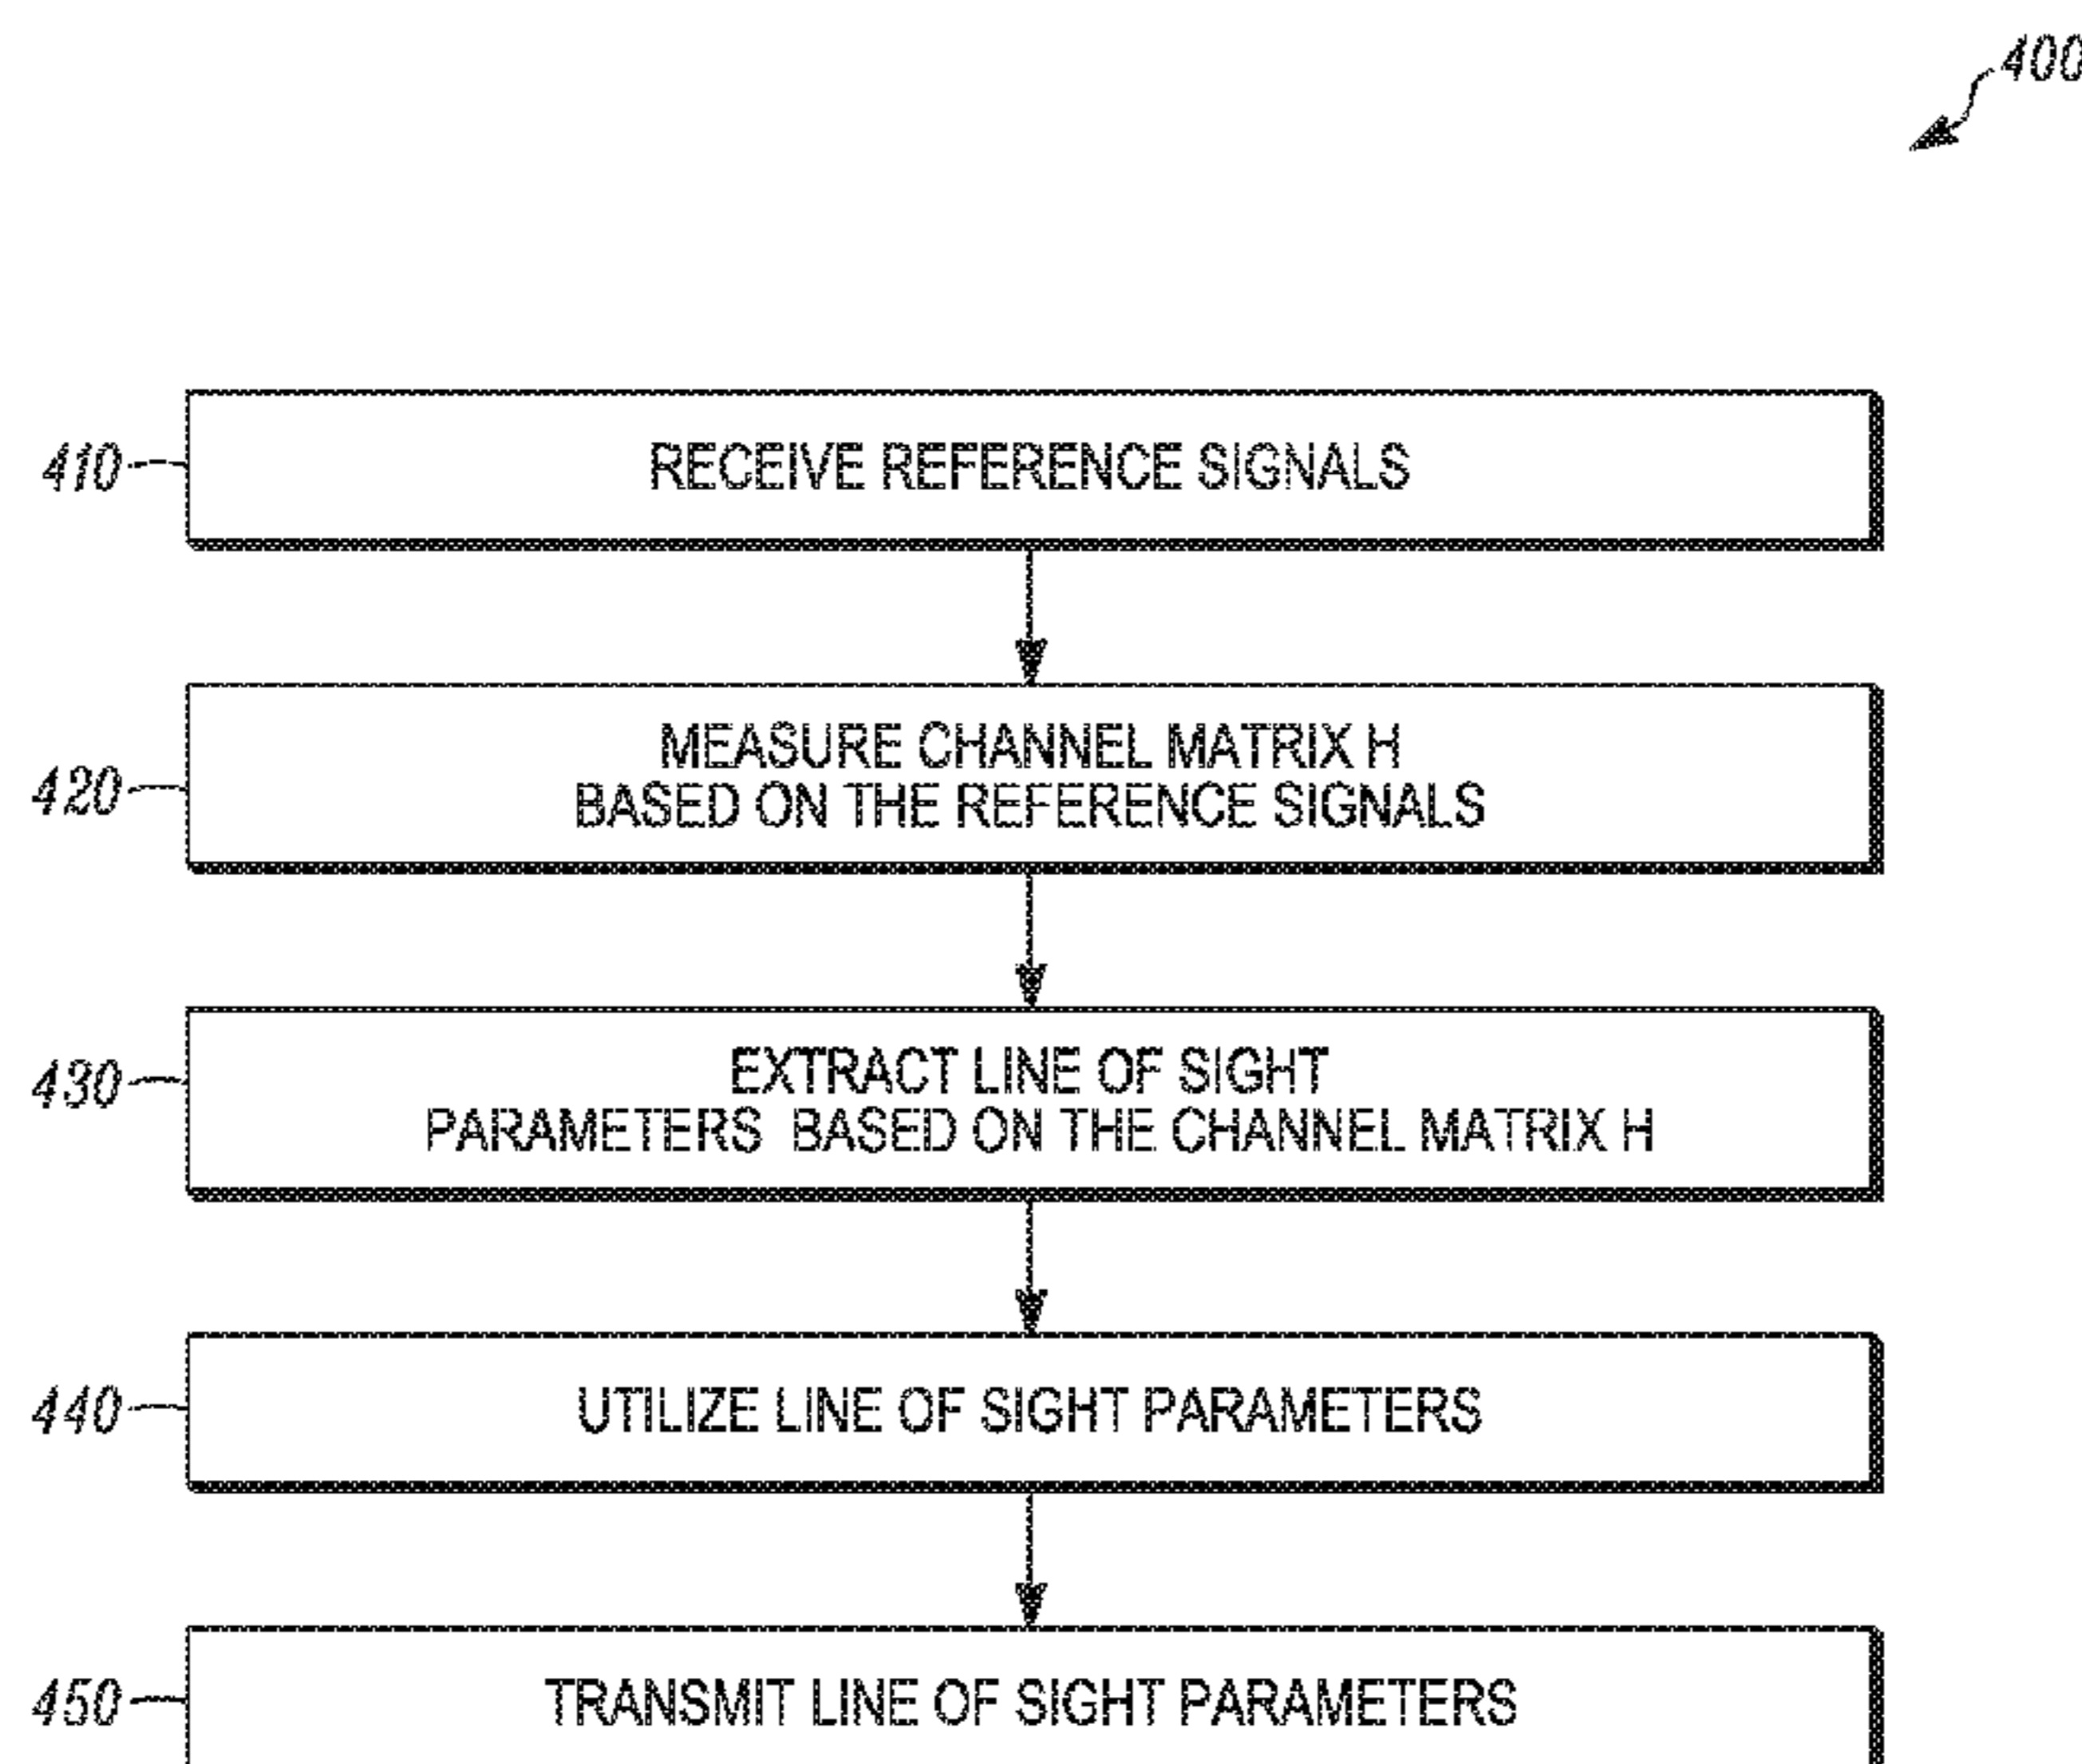 400
410
RECEIVE REFERENCE SIGNALS
420
MEASURE CHANNEL MATRIX H
BASED ON THE REFERENCE SIGNALS
430
EXTRACT LINE OF SIGHT
PARAMETERS BASED ON THE CHANNEL MATRIX H
440
UTILIZE LINE OF SIGHT PARAMETERS
450
TRANSMIT LINE OF SIGHT PARAMETERS